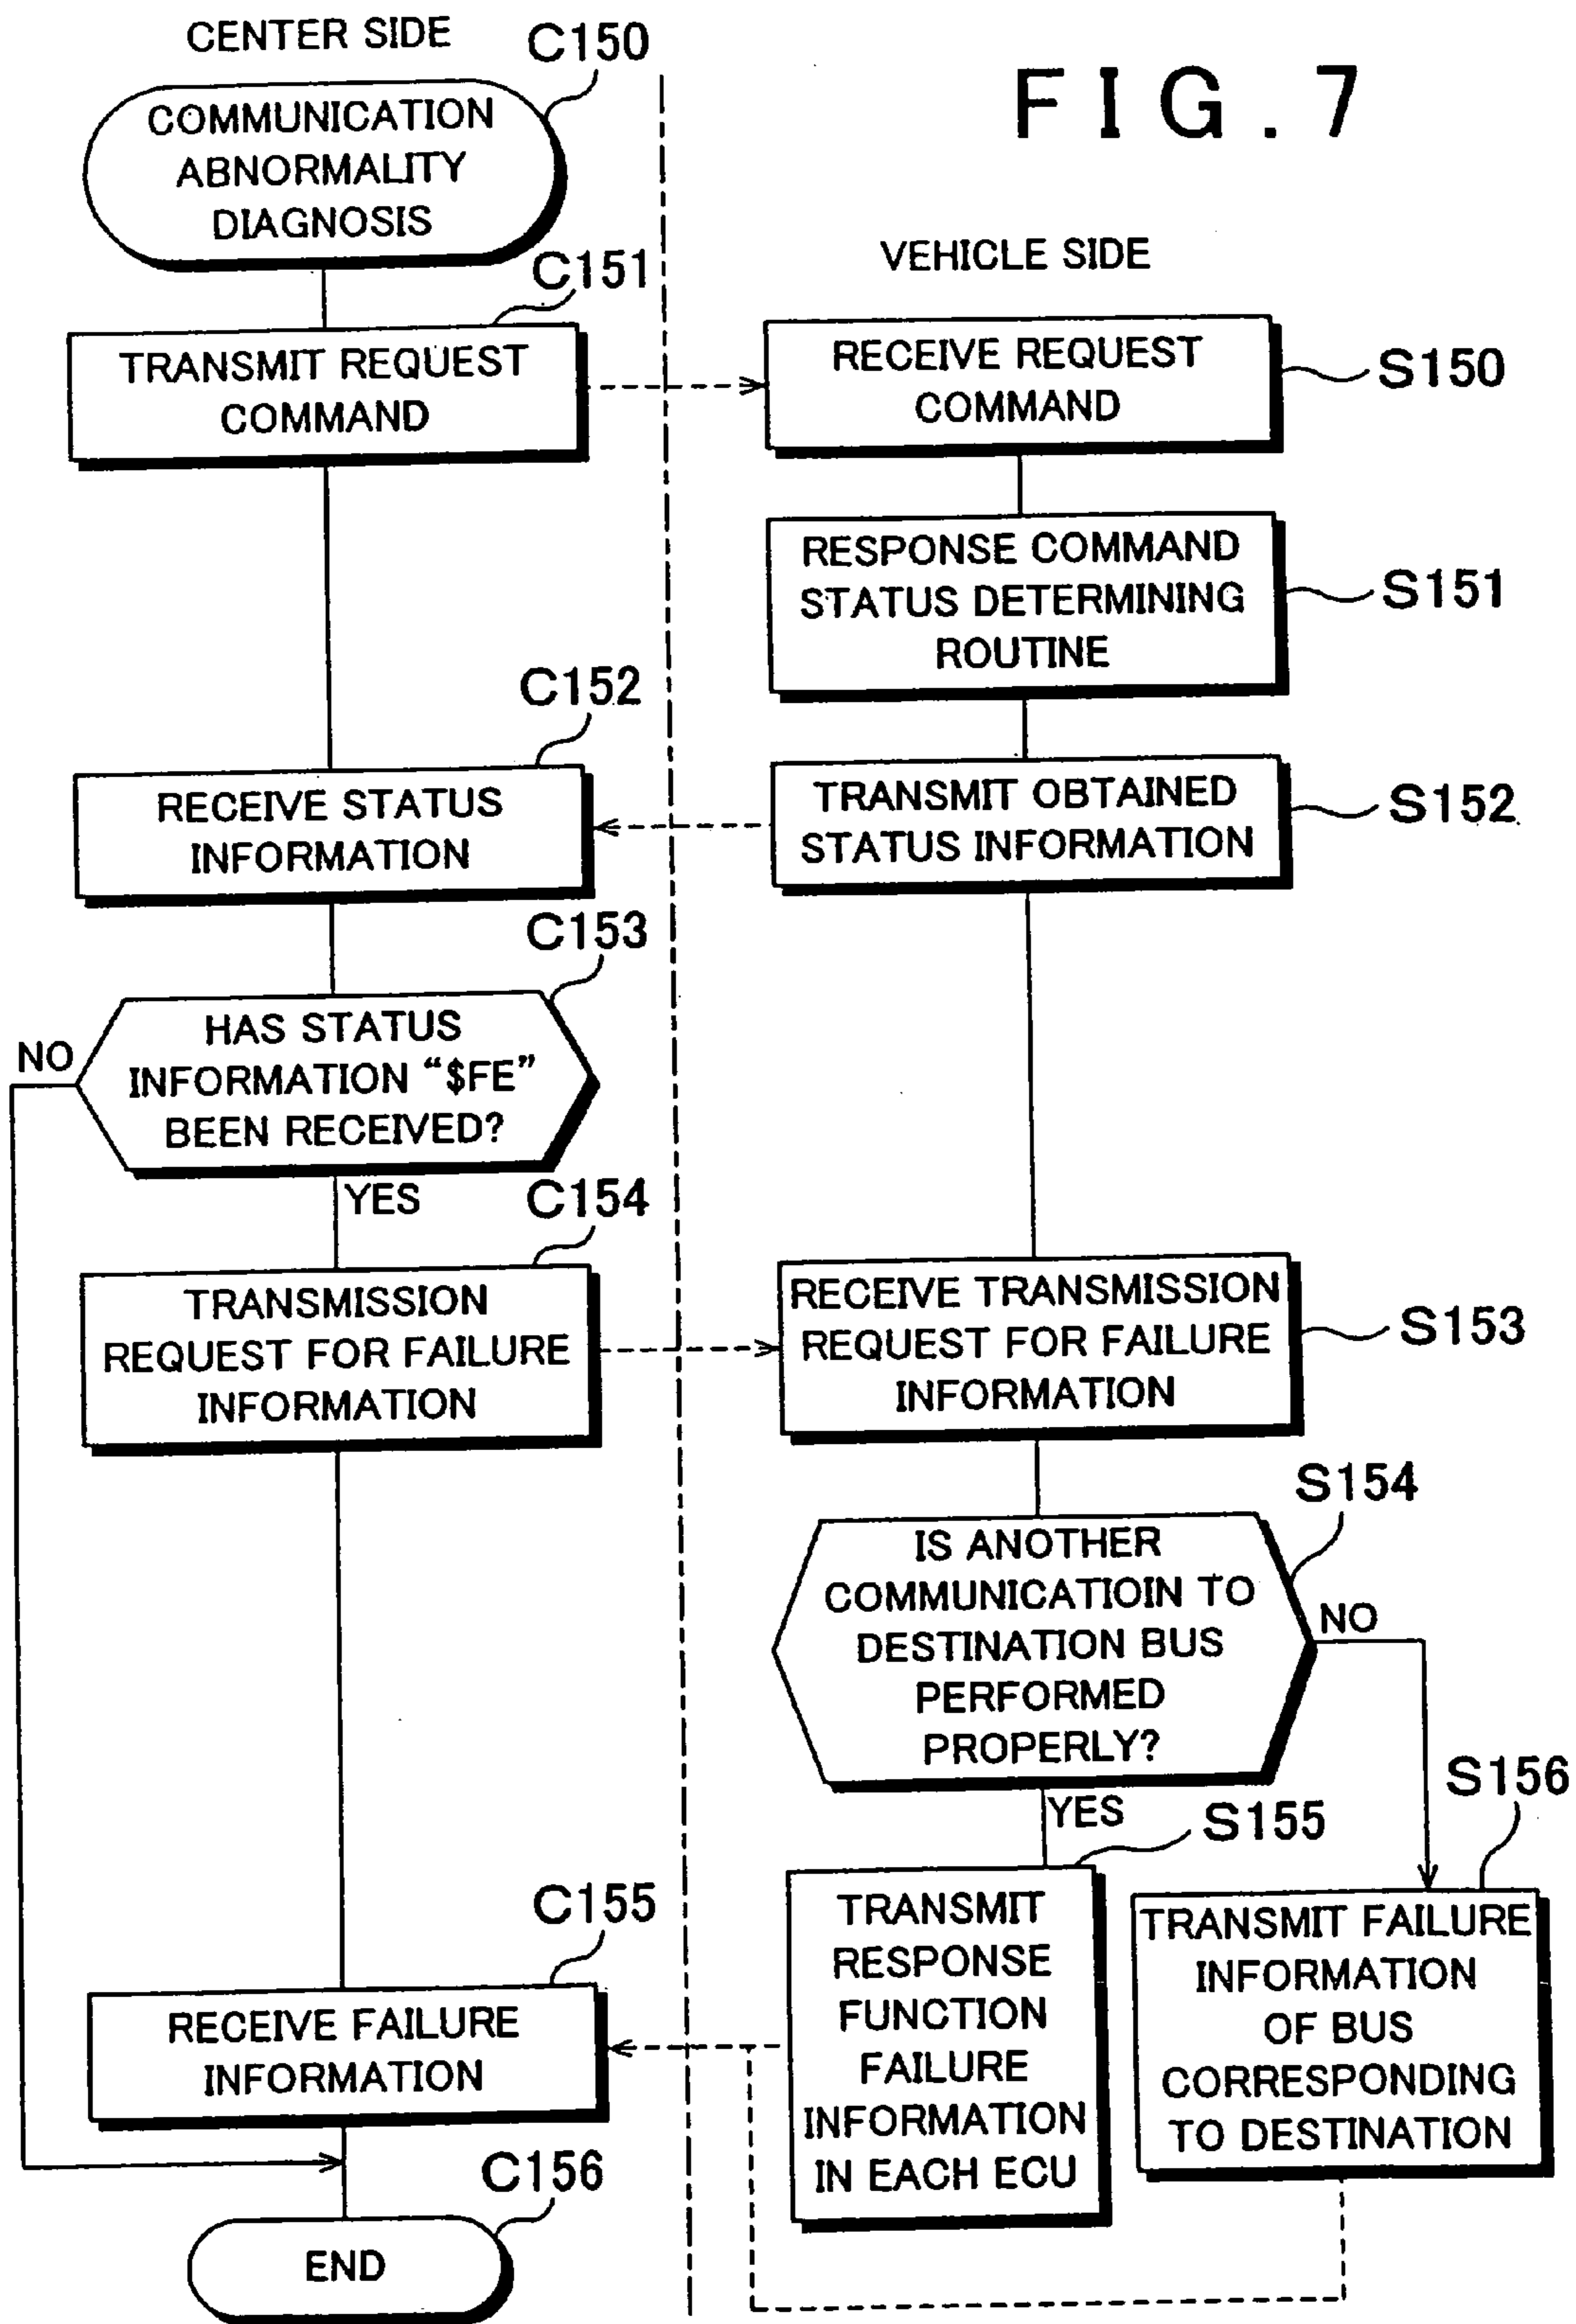 CENTER SIDE
C150
FIG.7
COMMUNICATION
ABNORMALITY
DIAGNOSIS
C151
VEHICLE SIDE
TRANSMIT REQUEST
COMMAND
RECEIVE REQUEST
COMMAND
S150
RESPONSE COMMAND
STATUS DETERMINING
ROUTINE
S151
C152
RECEIVE STATUS
INFORMATION
TRANSMIT OBTAINED
STATUS INFORMATION
S152
C153
HAS STATUS
INFORMATION “$FE”
BEEN RECEIVED?
NO
YES
C154
TRANSMISSION
REQUEST FOR FAILURE
INFORMATION
RECEIVE TRANSMISSION
REQUEST FOR FAILURE
INFORMATION
S153
S154
IS ANOTHER
COMMUNICATIOIN TO
DESTINATION BUS
PERFORMED
PROPERLY?
NO
YES
S155
S156
C155
RECEIVE FAILURE
INFORMATION
TRANSMIT
RESPONSE
FUNCTION
FAILURE
INFORMATION
IN EACH ECU
TRANSMIT FAILURE
INFORMATION
OF BUS
CORRESPONDING
TO DESTINATION
C156
END